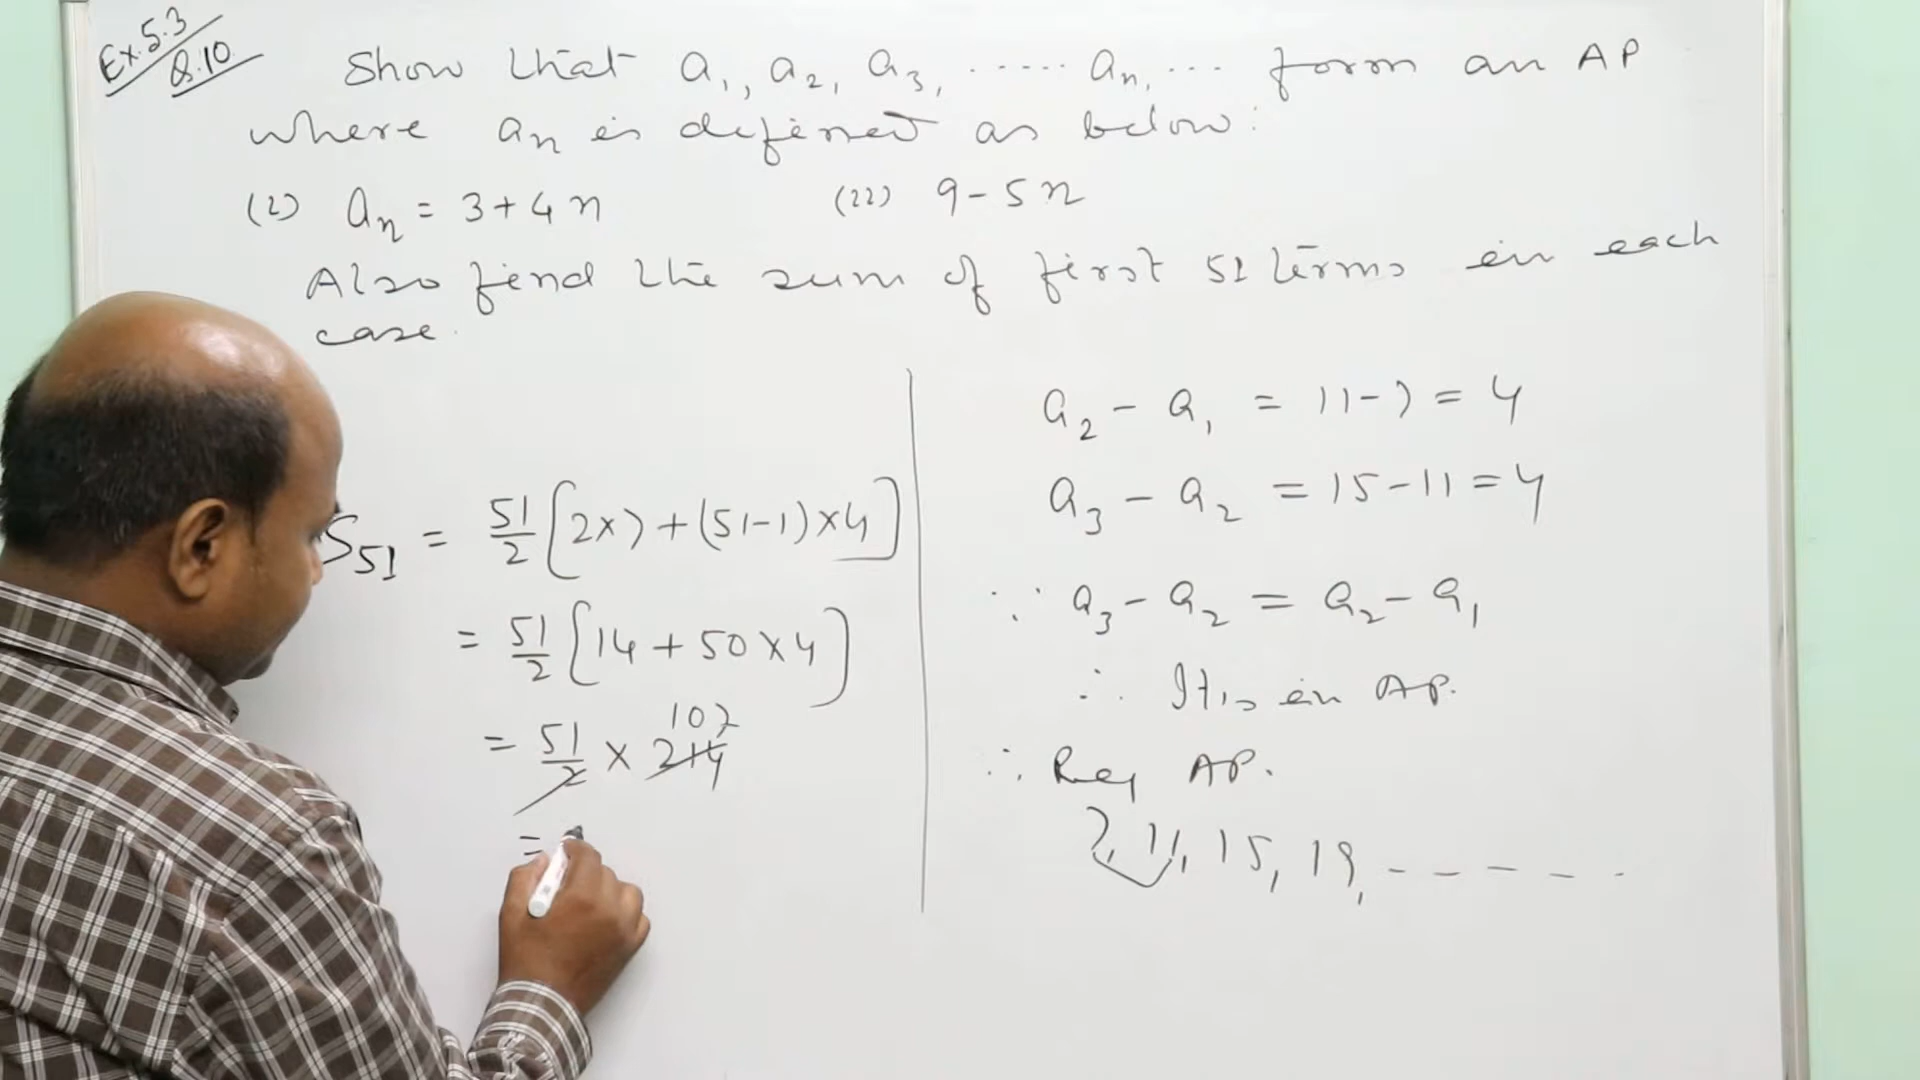 Ex. 5.3
Q.10
Show that a₁, a₂, a₃, ..... aₙ, ... form an AP
where aₙ is defined as below:
(i) aₙ = 3+4n (ii) 9-5n
Also find the sum of first 51 terms in each
case.
S₅₁ = 51/2 [2×7+(51-1)×4]
= 51/2 [14+50×4]
= 51/2 × 214 107
=
a₂ - a₁ = 11-7 = 4
a₃ - a₂ = 15-11 = 4
∵ a₃ - a₂ = a₂ - a₁
∴ It is in AP.
∴ Req AP.
7, 11, 15, 19, - - - - -